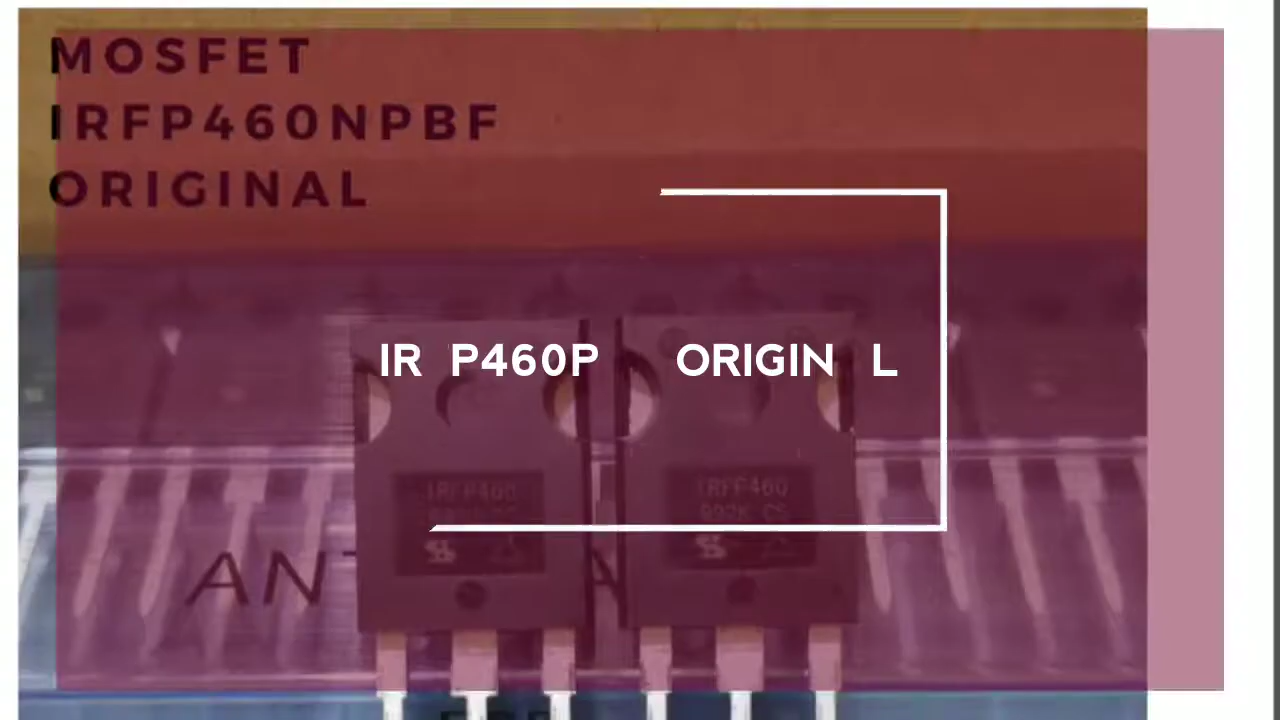 MOSFET
IRFP460NPBF
ORIGINAL
IR P460P ORIGIN L
IRFP460
IRFP460